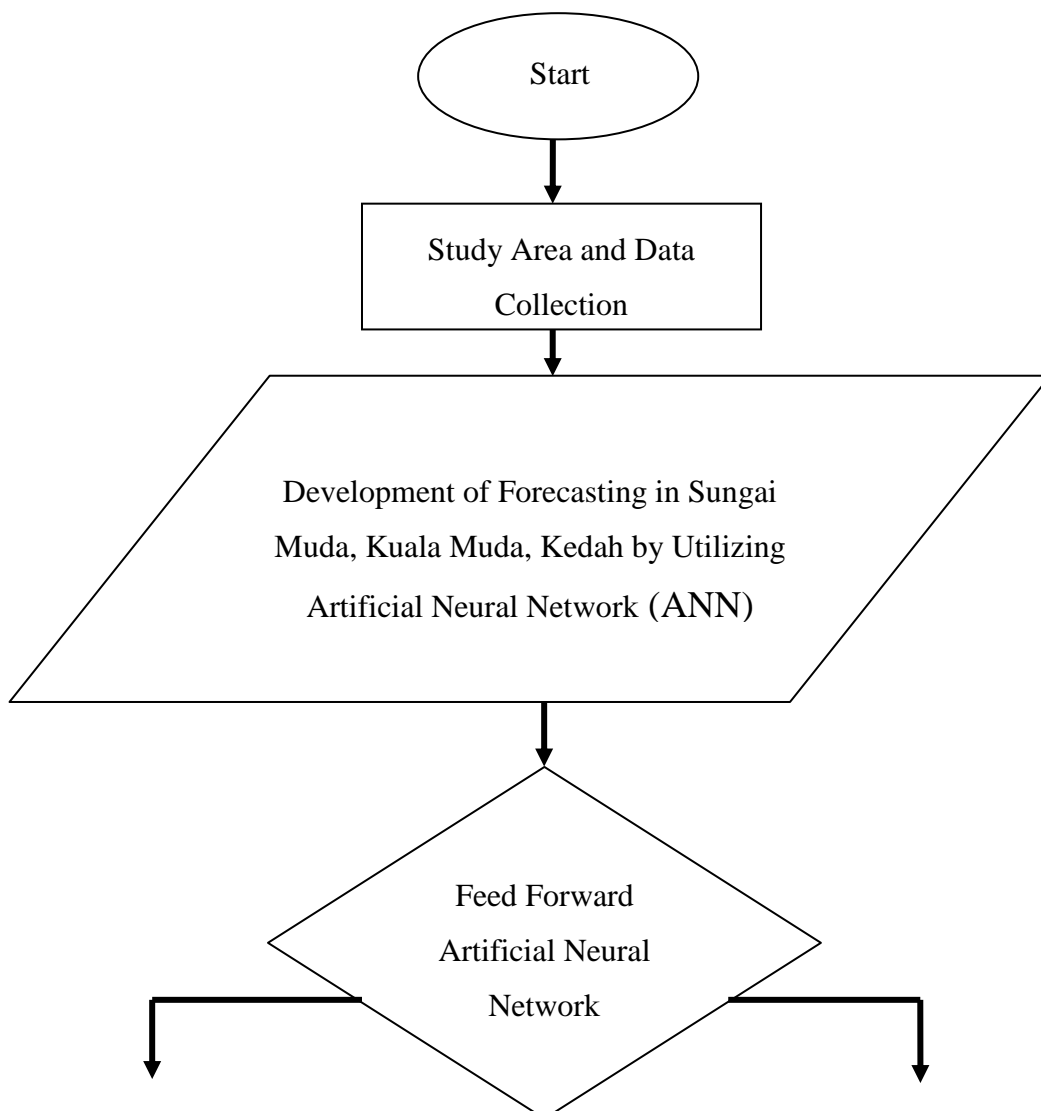 Start
Study Area and Data
Collection
Development of Forecasting in Sungai
Muda, Kuala Muda, Kedah by Utilizing
Artificial Neural Network (ANN)
Feed Forward
Artificial Neural
Network